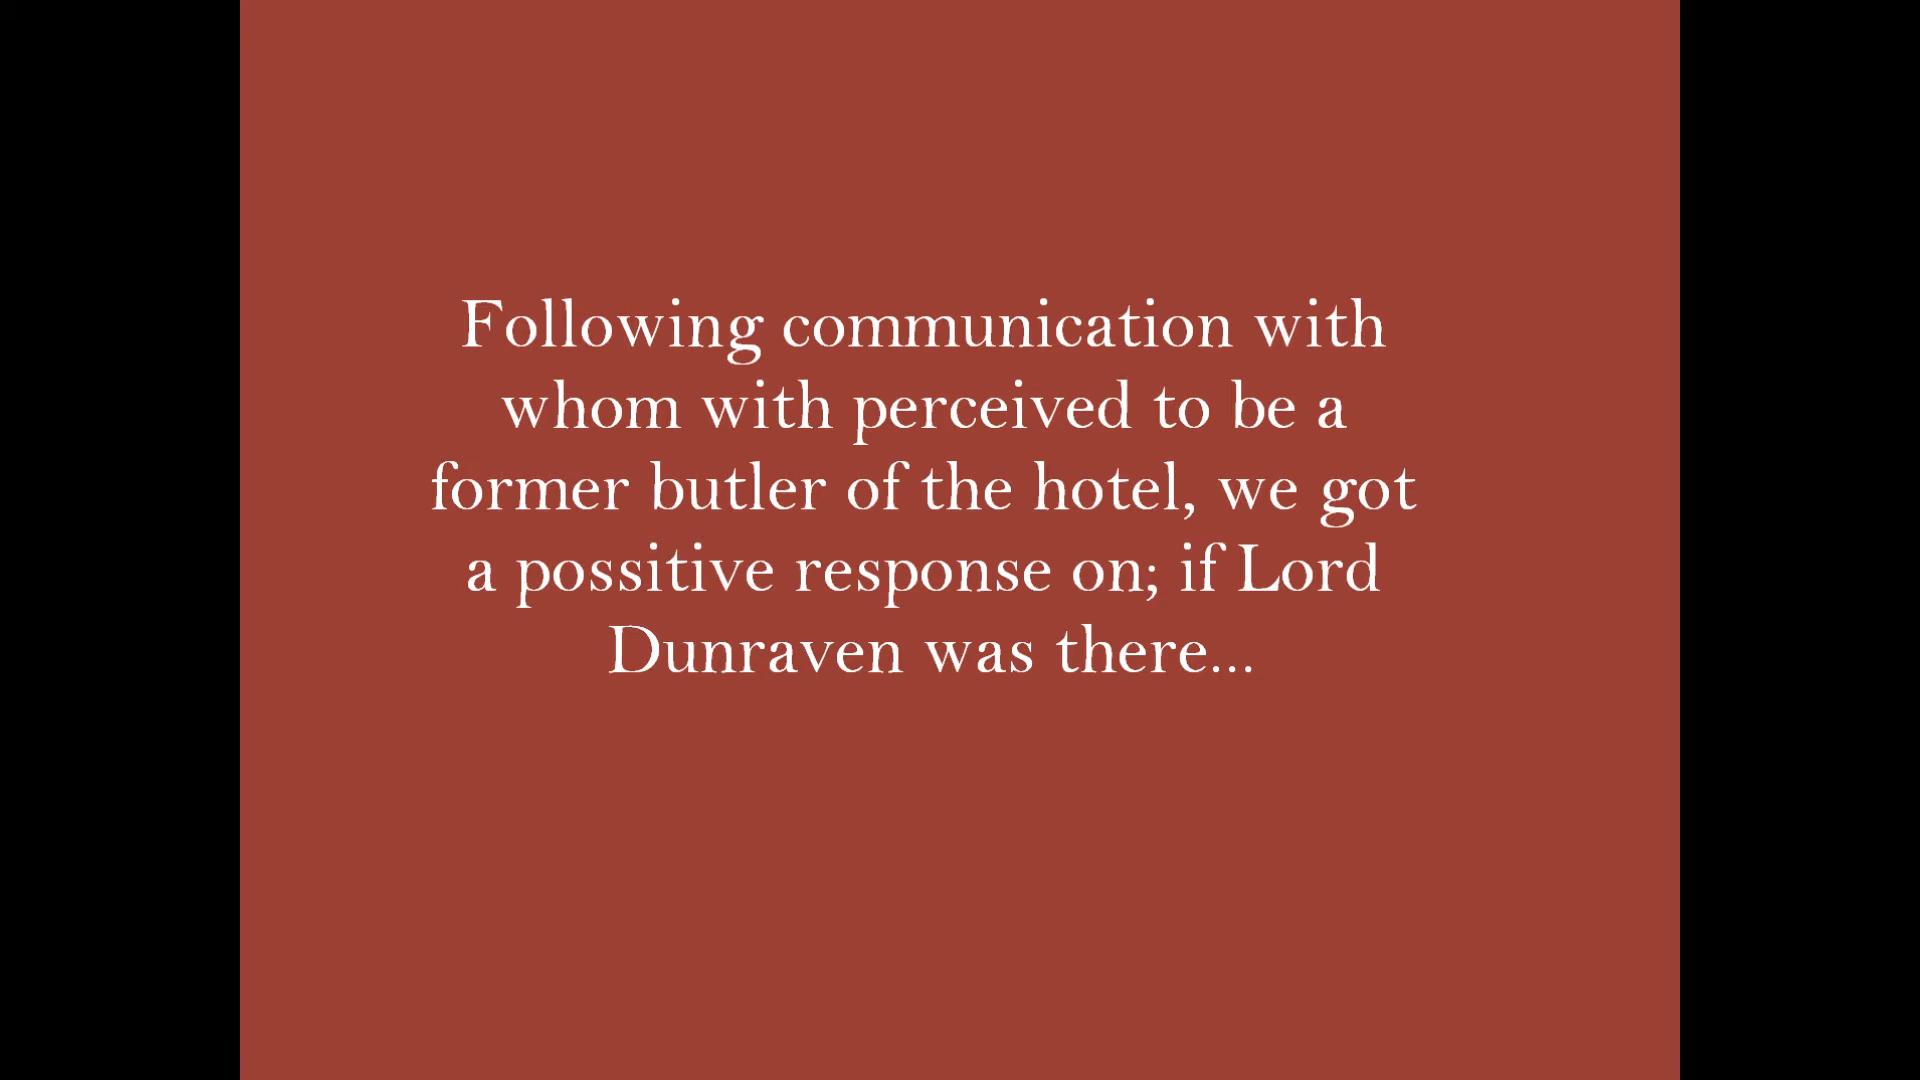 Following communication with
whom with perceived to be a
former butler of the hotel, we got
a possitive response on; if Lord
Dunraven was there...